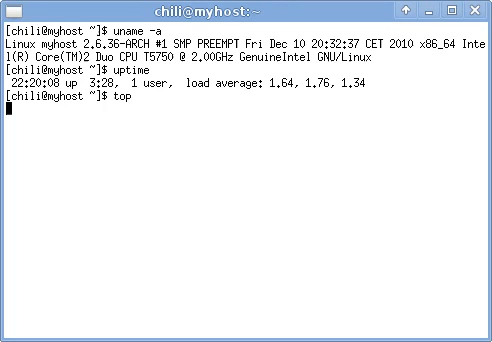 chili@myhost:~
[chili@myhost ~]$ uname -a
Linux myhost 2.6.36-ARCH #1 SMP PREEMPT Fri Dec 10 20:32:37 CET 2010 x86_64 Inte
l(R) Core(TM)2 Duo CPU T5750 @ 2.00GHz GenuineIntel GNU/Linux
[chili@myhost ~]$ uptime
 22:20:08 up  3:28,  1 user,  load average: 1.64, 1.76, 1.34
[chili@myhost ~]$ top